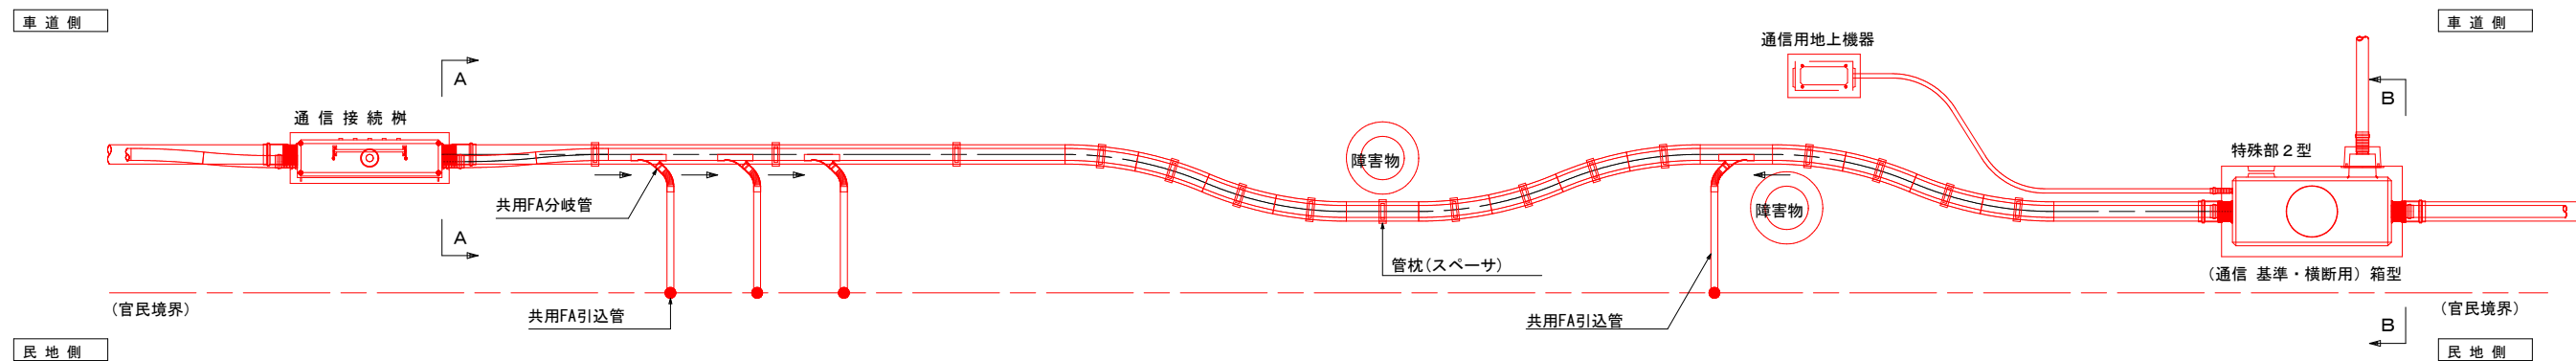 車道側
車道側
通信用地上機器
A
B
通信接続桝
特殊部2型
障害物
共用FA分岐管
障害物
A
管枕(スペーサ)
(通信 基準・横断用) 箱型
(官民境界)
共用FA引込管
共用FA引込管
(官民境界)
B
民地側
民地側